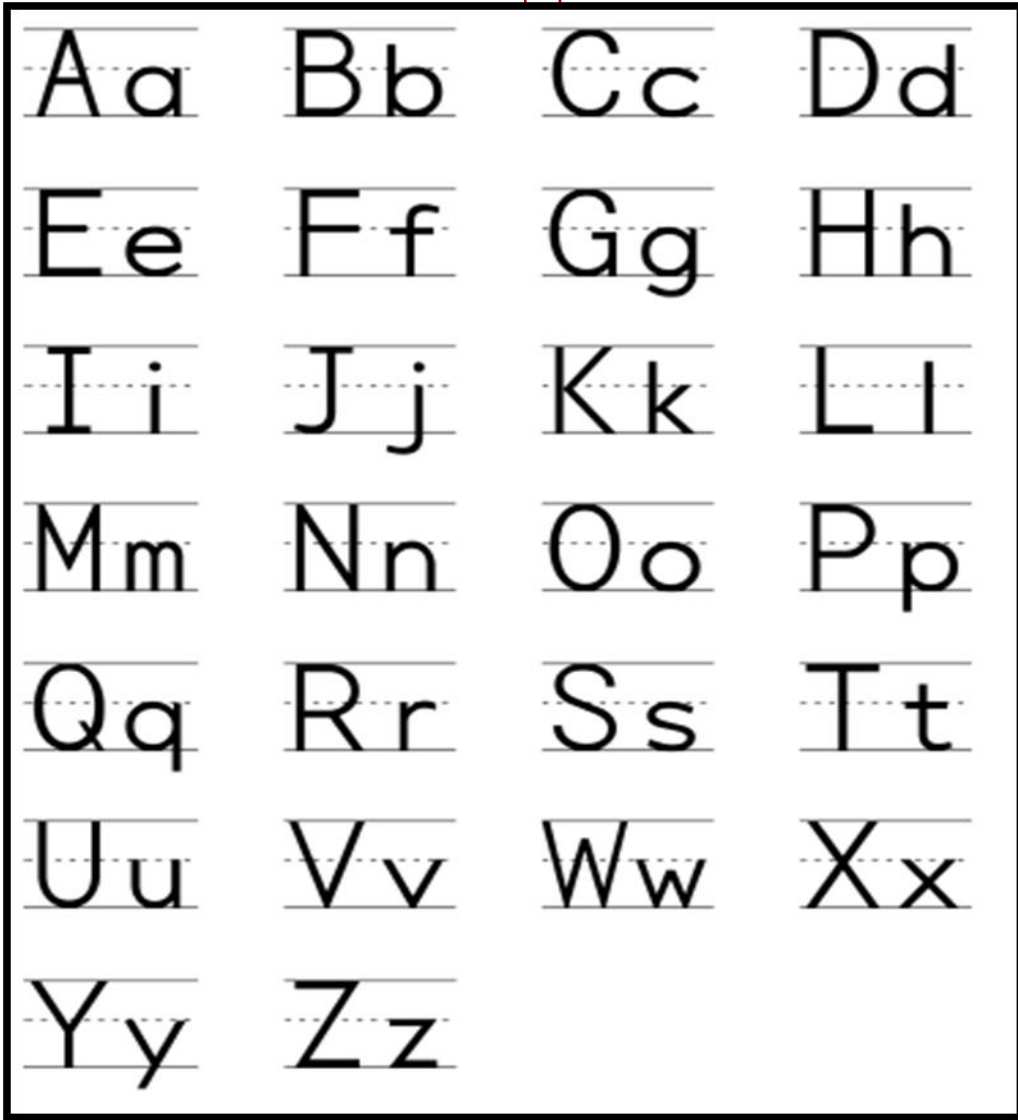 Aa Bb Cc Dd
Ee Ff Gg Hh
Ii Jj Kk Ll
Mm Nn Oo Pp
Qq Rr Ss Tt
Uu Vv Ww Xx
Yy Zz